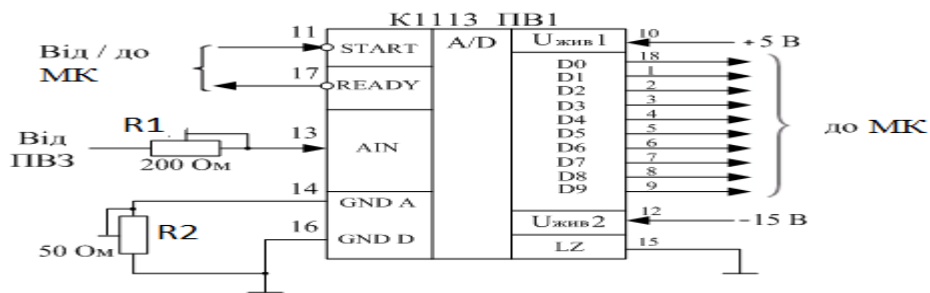 К1113 ПВ1
11
START
A/D
Uжив1
10
+5 В
Від / до
МК
17
READY
D0
18
D1
1
D2
2
D3
3
D4
4
D5
5
D6
6
D7
7
D8
8
D9
9
до МК
R1
Від
ПВЗ
200 Ом
13
AIN
14
GND A
Uжив2
12
-15 В
R2
50 Ом
16
GND D
LZ
15